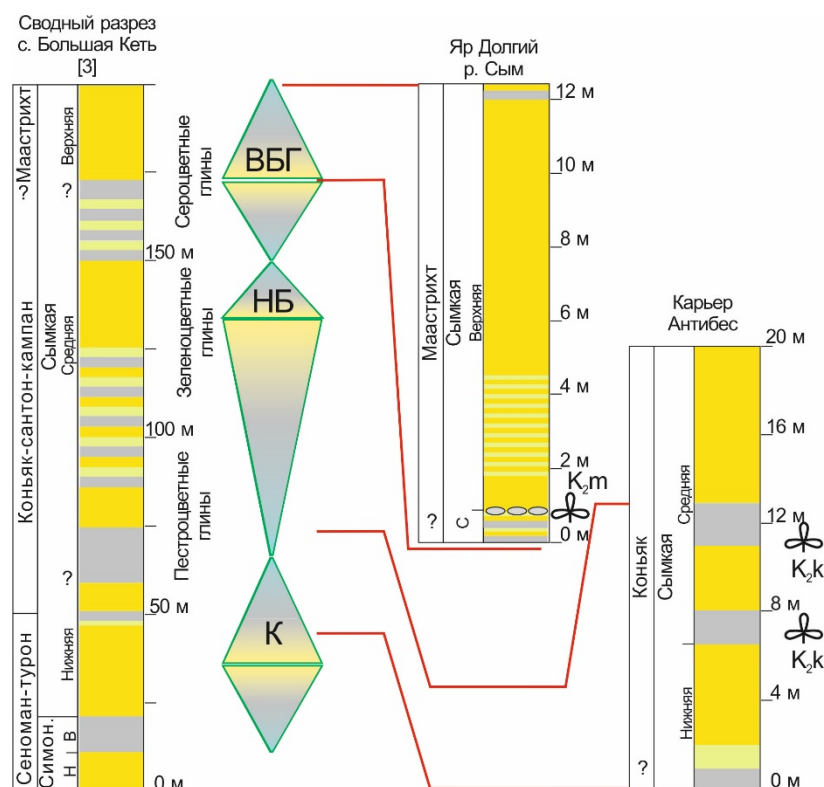 Сводный разрез
с. Большая Кеть
[3]
?Маастрихт
Коньяк-сантон-кампан
Сеноман-турон
Верхняя
?
Сымкая
Средняя
?
Нижняя
Симон.
В
Н
150 м
100 м
50 м
0 м
Сероцветные
глины
Зеленоцветные
глины
Пестроцветные
глины
ВБГ
НБ
К
Яр Долгий
р. Сым
Маастрихт
?
Сымкая
Верхняя
С
12 м
10 м
8 м
6 м
4 м
2 м
K₂m
0 м
Карьер
Антибес
Коньяк
?
Сымкая
Средняя
Нижняя
20 м
16 м
12 м
K₂k
8 м
K₂k
4 м
0 м